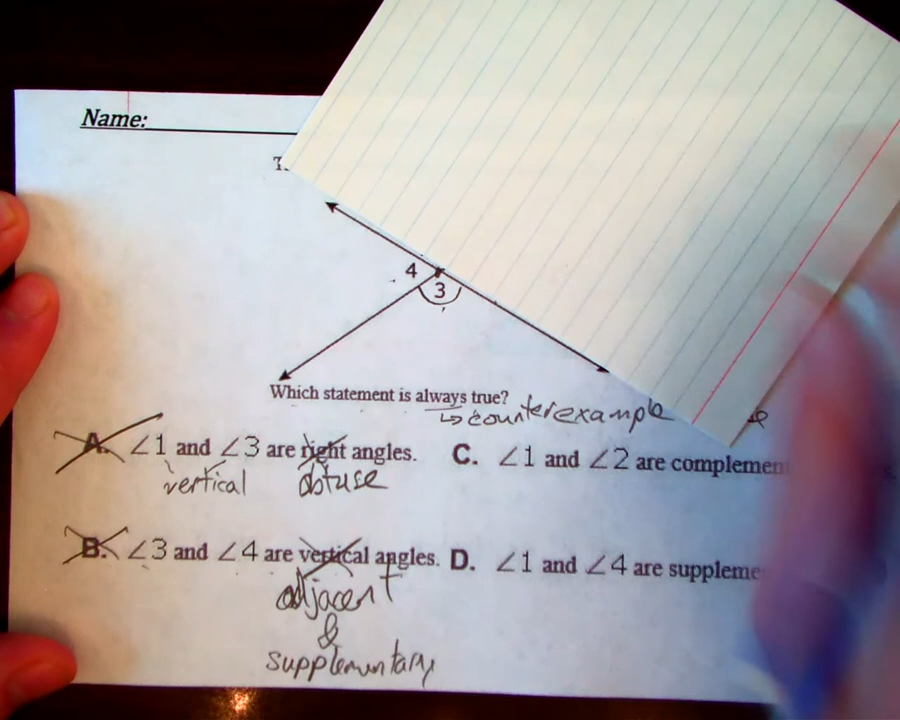 Name:
4
3
Which statement is always true?
↳ counterexample
A. ∠1 and ∠3 are right angles. C. ∠1 and ∠2 are complemen
vertical obtuse
B. ∠3 and ∠4 are vertical angles. D. ∠1 and ∠4 are suppleme
adjacent
&
supplementary